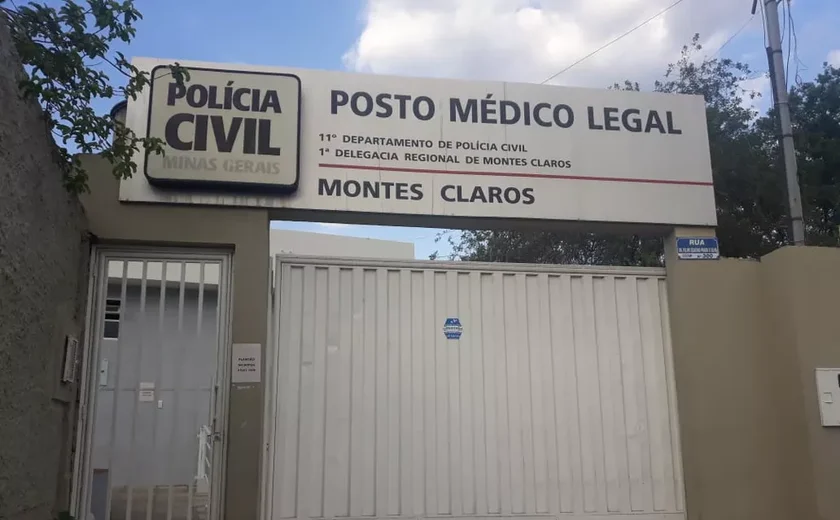 POLÍCIA
CIVIL
MINAS GERAIS
POSTO MÉDICO LEGAL
11º DEPARTAMENTO DE POLÍCIA CIVIL
1ª DELEGACIA REGIONAL DE MONTES CLAROS
MONTES CLAROS
RUA
300